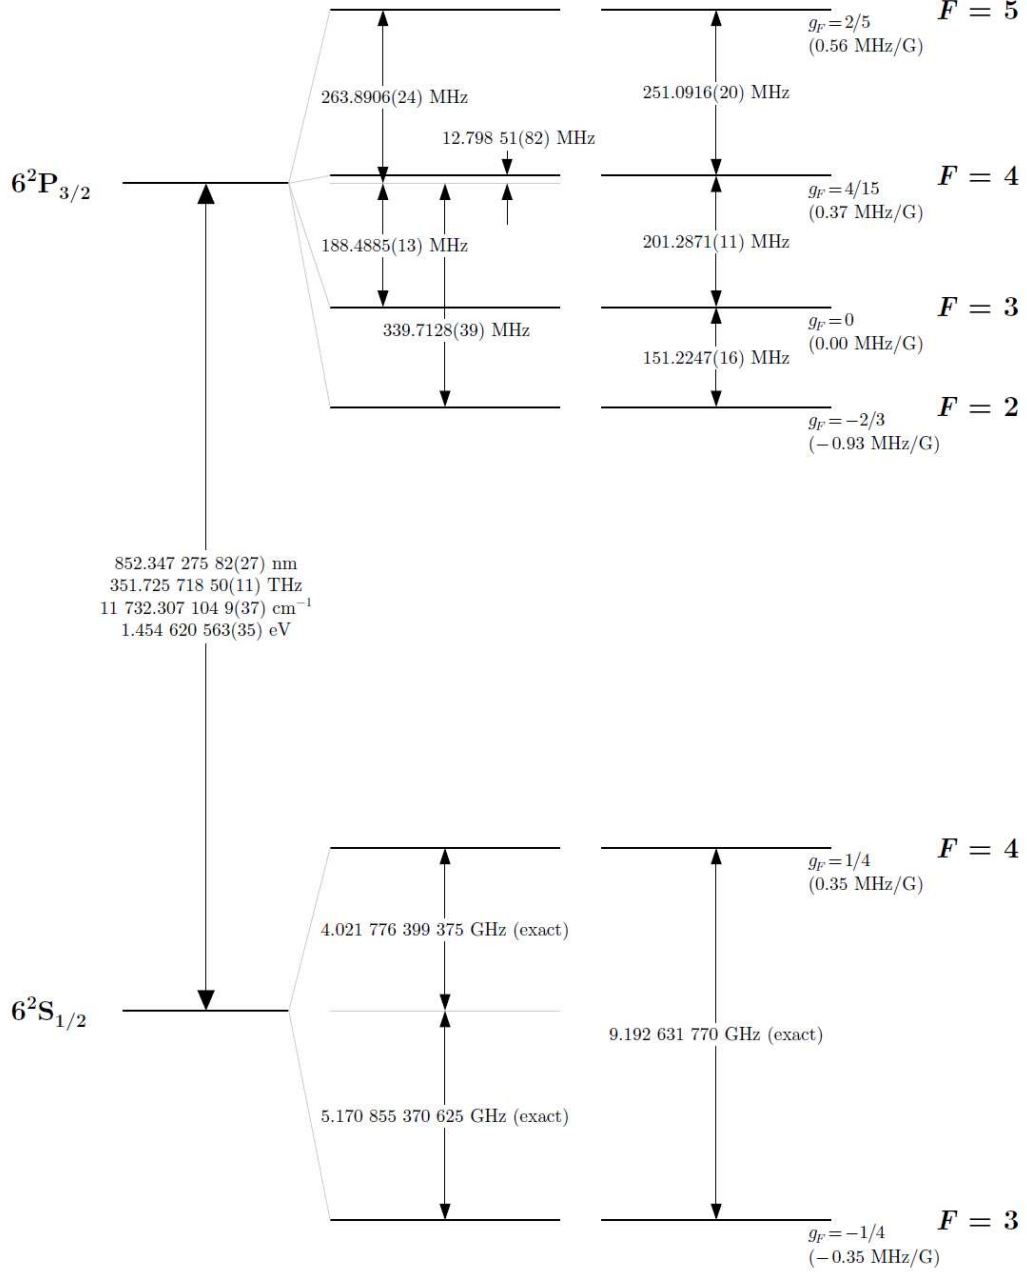 F = 5
g_F = 2/5
(0.56 MHz/G)
263.8906(24) MHz
251.0916(20) MHz
12.798 51(82) MHz
6²P₃/₂
F = 4
g_F = 4/15
(0.37 MHz/G)
188.4885(13) MHz
201.2871(11) MHz
F = 3
g_F = 0
(0.00 MHz/G)
339.7128(39) MHz
151.2247(16) MHz
F = 2
g_F = −2/3
(−0.93 MHz/G)
852.347 275 82(27) nm
351.725 718 50(11) THz
11 732.307 104 9(37) cm⁻¹
1.454 620 563(35) eV
F = 4
g_F = 1/4
(0.35 MHz/G)
4.021 776 399 375 GHz (exact)
6²S₁/₂
9.192 631 770 GHz (exact)
5.170 855 370 625 GHz (exact)
F = 3
g_F = −1/4
(−0.35 MHz/G)